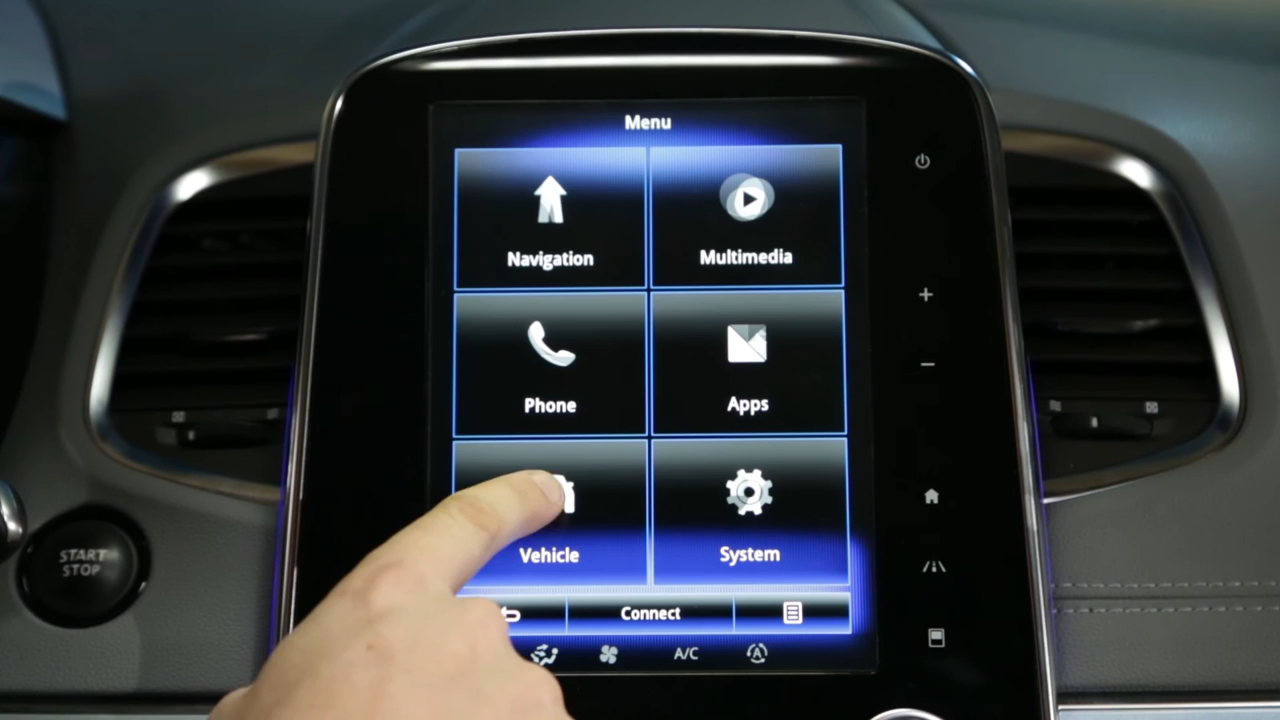 Menu
Navigation
Multimedia
Phone
Apps
Vehicle
System
Connect
A/C
A
START
STOP